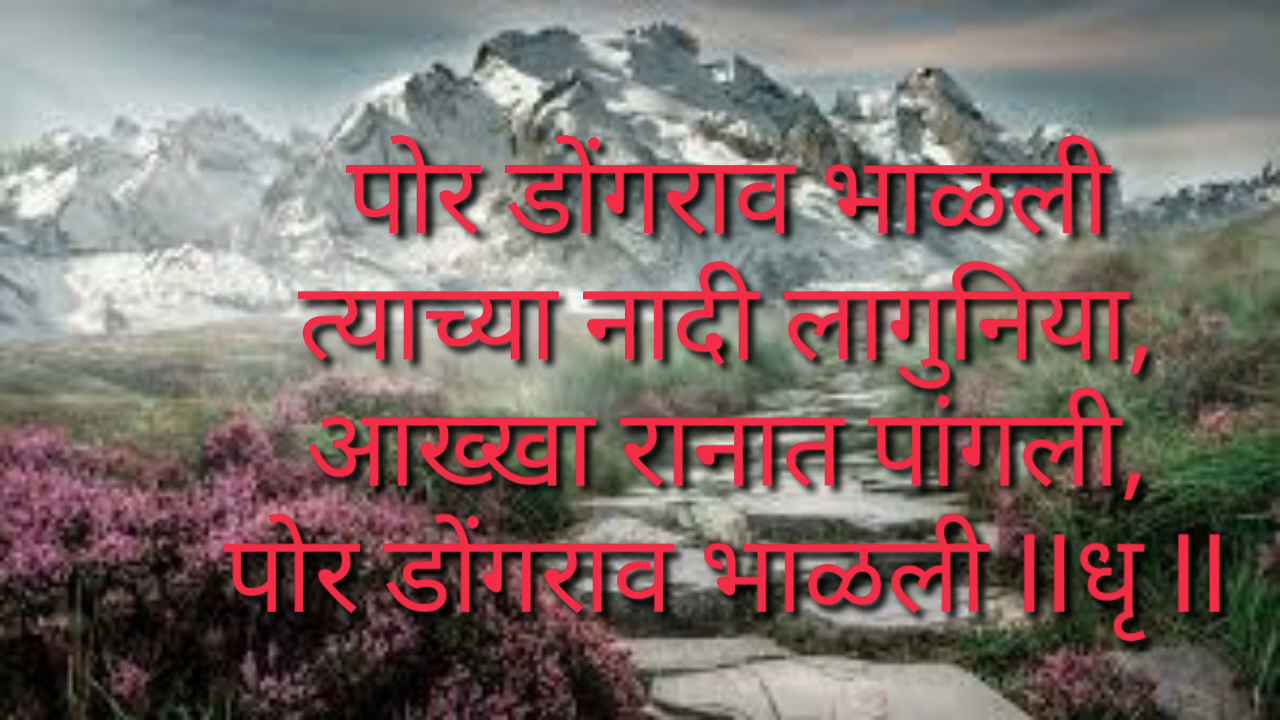 पोर डोंगराव भाळली
त्याच्या नादी लागुनिया,
आख्खा रानात पांगली,
पोर डोंगराव भाळली ॥धृ ॥